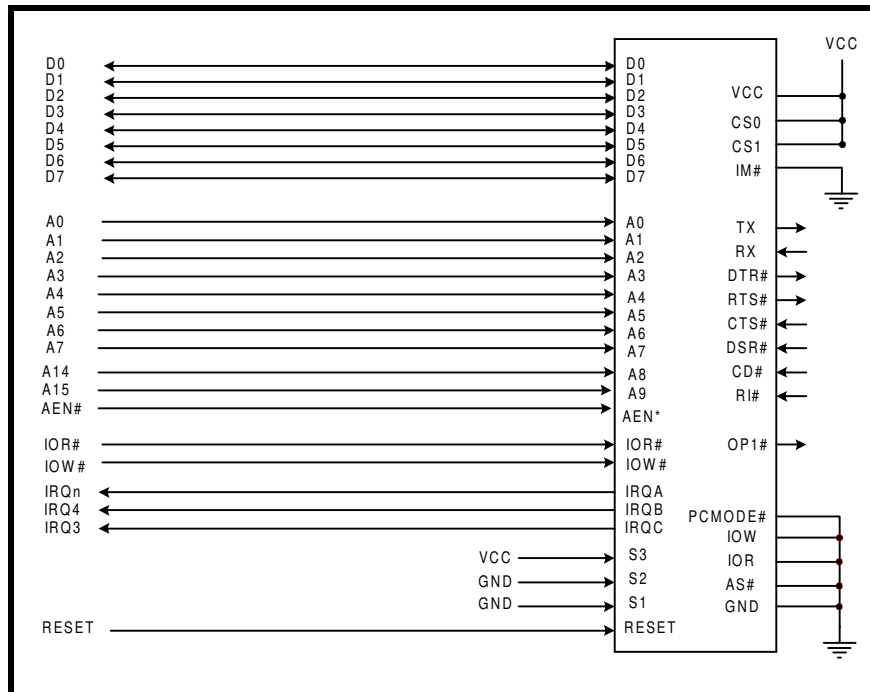 VCC
D0 D0
D1 D1
D2 D2 VCC
D3 D3
D4 D4 CS0
D5 D5 CS1
D6 D6
D7 D7 IM#
A0 A0 TX
A1 A1
A2 A2 RX
A3 A3 DTR#
A4 A4 RTS#
A5 A5 CTS#
A6 A6
A7 A7 DSR#
A14 A8 CD#
A15 A9 RI#
AEN# AEN*
IOR# IOR# OP1#
IOW# IOW#
IRQn IRQA
IRQ4 IRQB PCMODE#
IRQ3 IRQC IOW
VCC S3 IOR
GND S2 AS#
GND S1 GND
RESET RESET